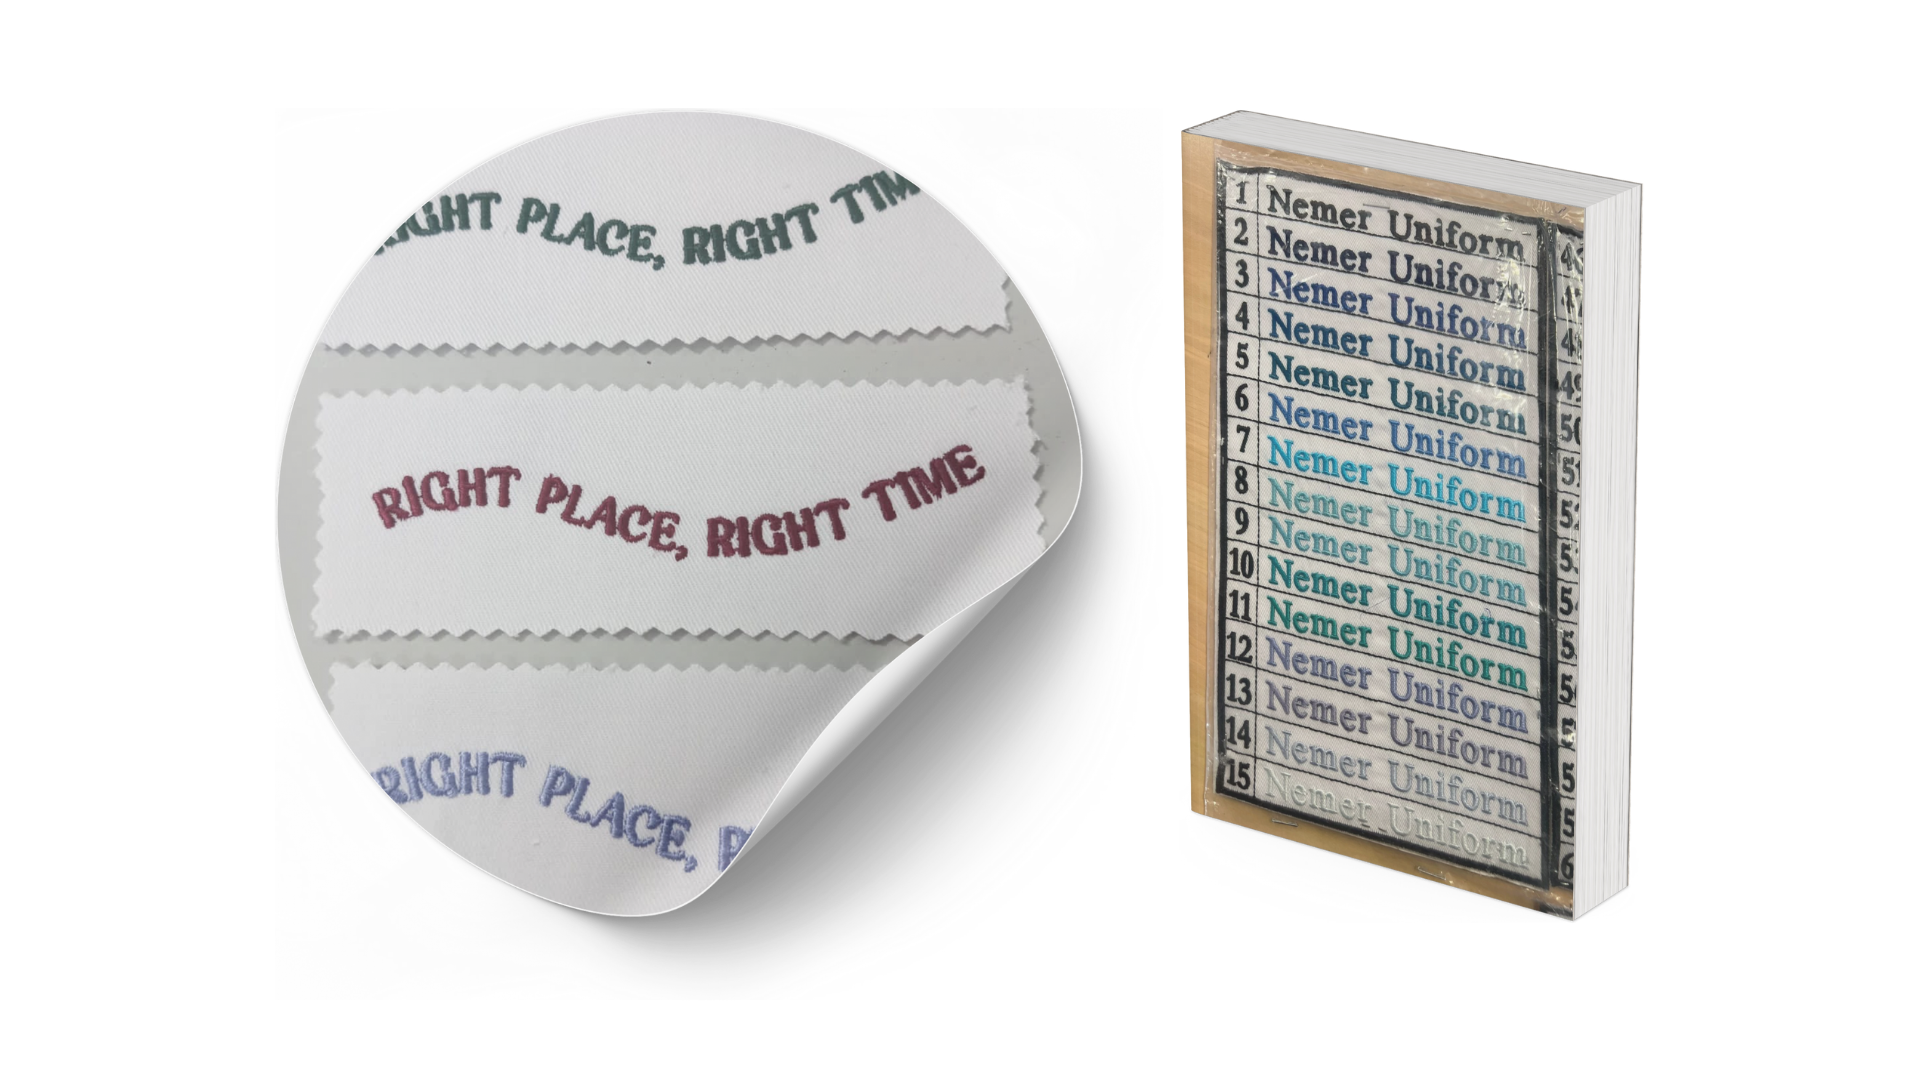 RIGHT PLACE, RIGHT
RIGHT PLACE, RIGHT TIME
RIGHT PLACE,
1 Nemer Uniform
2 Nemer Uniform
3 Nemer Uniform
4 Nemer Uniform
5 Nemer Uniform
6 Nemer Uniform
7 Nemer Uniform
8 Nemer Uniform
9 Nemer Uniform
10 Nemer Uniform
11 Nemer Uniform
12 Nemer Uniform
13 Nemer Uniform
14 Nemer Uniform
15 Nemer Uniform